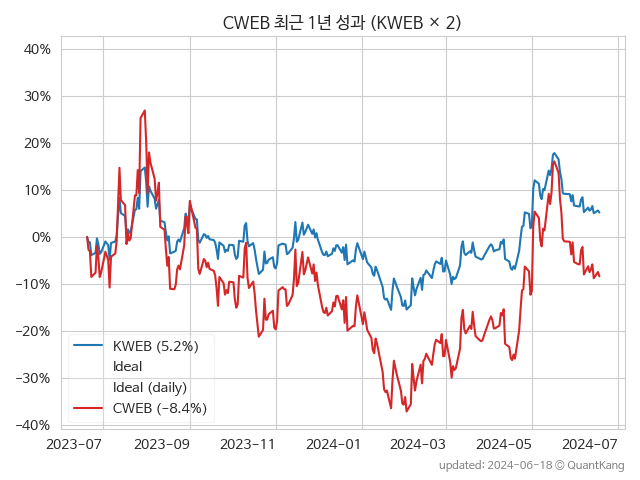 CWEB 최근 1년 성과 (KWEB × 2)
40%
30%
20%
10%
0%
−10%
−20%
−30%
−40%
KWEB (5.2%)
Ideal
Ideal (daily)
CWEB (−8.4%)
2023-07 2023-09 2023-11 2024-01 2024-03 2024-05 2024-07
updated: 2024-06-18 ⓒ QuantKang